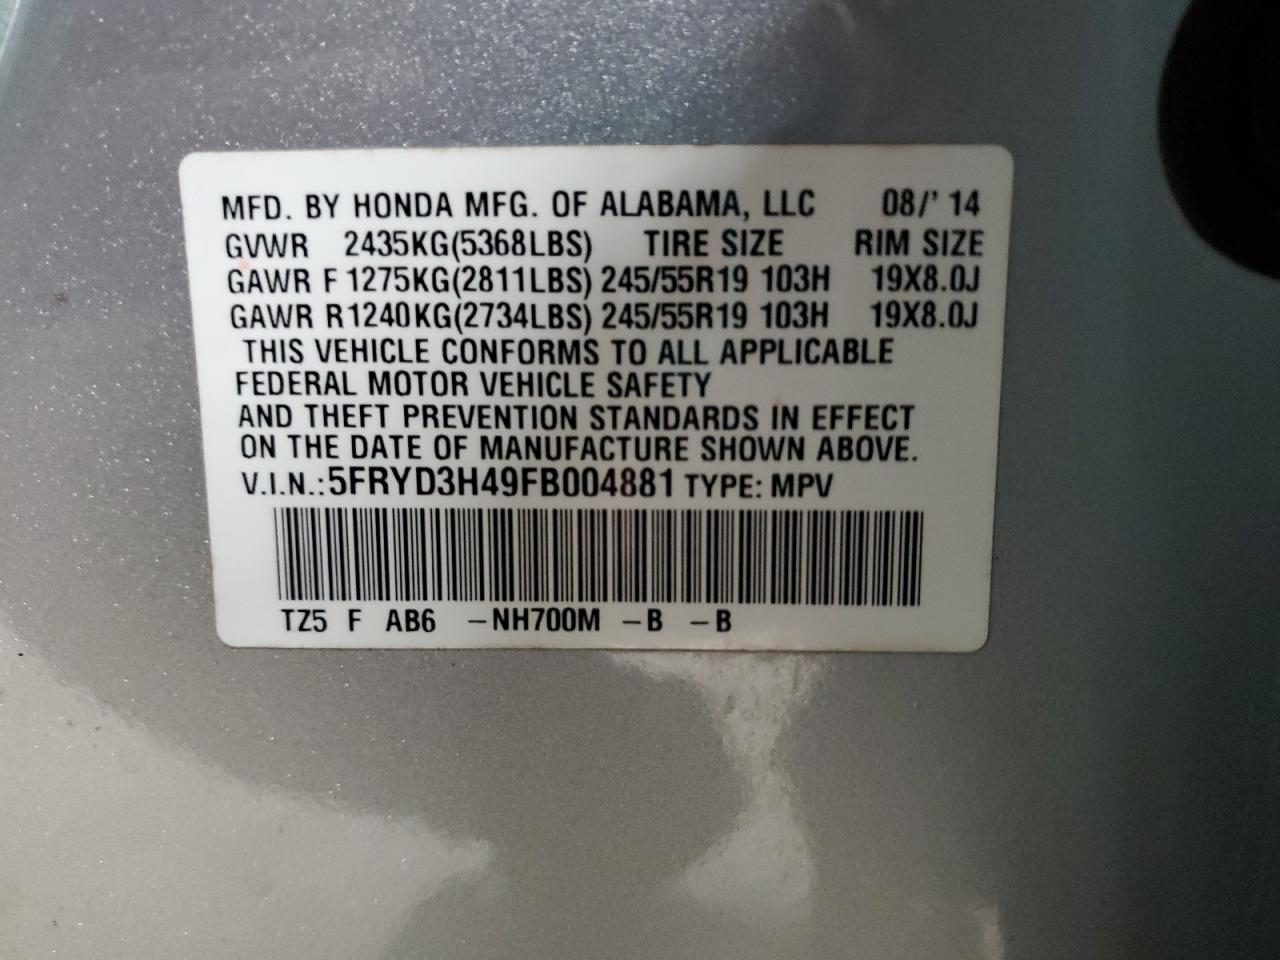 MFD. BY HONDA MFG. OF ALABAMA, LLC 08/' 14
GVWR 2435KG(5368LBS) TIRE SIZE RIM SIZE
GAWR F 1275KG(2811LBS) 245/55R19 103H 19X8.0J
GAWR R 1240KG(2734LBS) 245/55R19 103H 19X8.0J
THIS VEHICLE CONFORMS TO ALL APPLICABLE
FEDERAL MOTOR VEHICLE SAFETY
AND THEFT PREVENTION STANDARDS IN EFFECT
ON THE DATE OF MANUFACTURE SHOWN ABOVE.
V.I.N.: 5FRYD3H49FB004881 TYPE: MPV
TZ5 F AB6 –NH700M –B –B